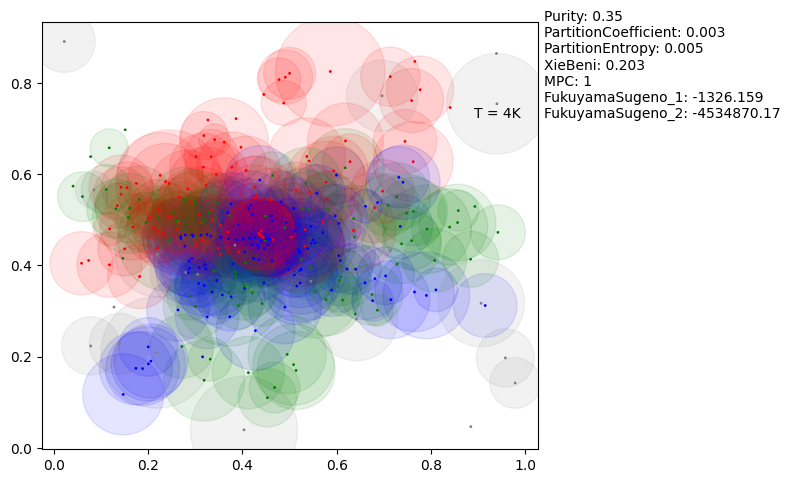 Purity: 0.35
PartitionCoefficient: 0.003
PartitionEntropy: 0.005
XieBeni: 0.203
MPC: 1
FukuyamaSugeno_1: -1326.159
FukuyamaSugeno_2: -4534870.17
T = 4K
0.8
0.6
0.4
0.2
0.0
0.0 0.2 0.4 0.6 0.8 1.0